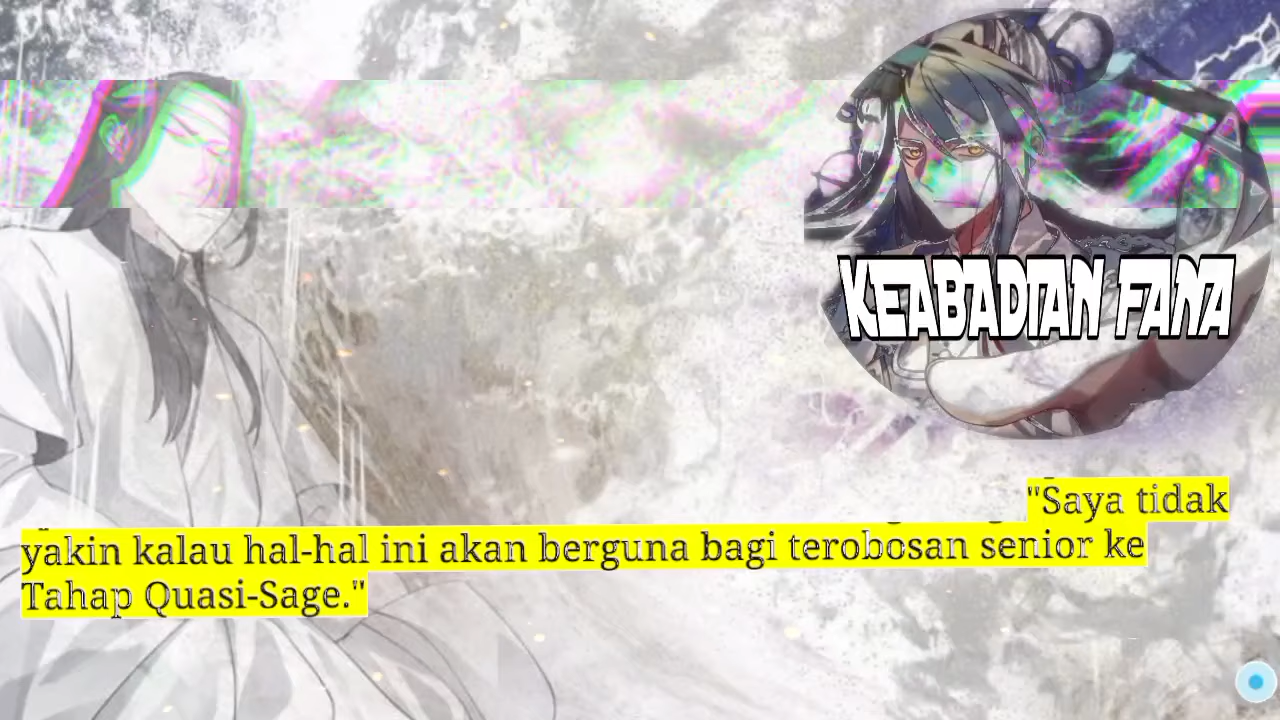 KEABADIAN FANA
"Saya tidak
yakin kalau hal-hal ini akan berguna bagi terobosan senior ke
Tahap Quasi-Sage."